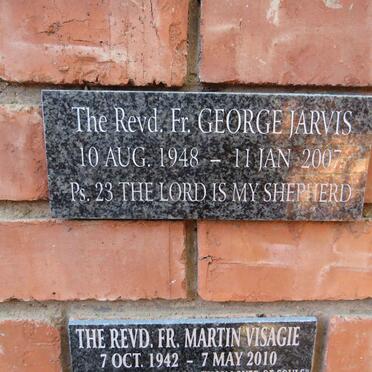 The Revd. Fr. GEORGE JARVIS
10 AUG. 1948 – 11 JAN 2007
Ps. 23 THE LORD IS MY SHEPHERD
THE REVD. FR. MARTIN VISAGIE
7 OCT. 1942 - 7 MAY 2010